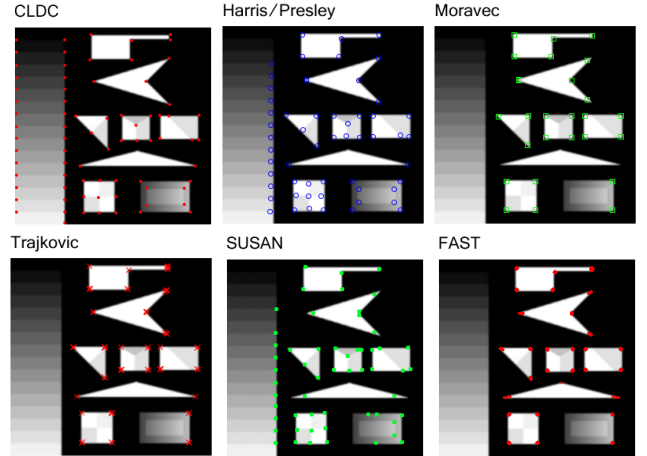 CLDC
Harris/Presley
Moravec
Trajkovic
SUSAN
FAST